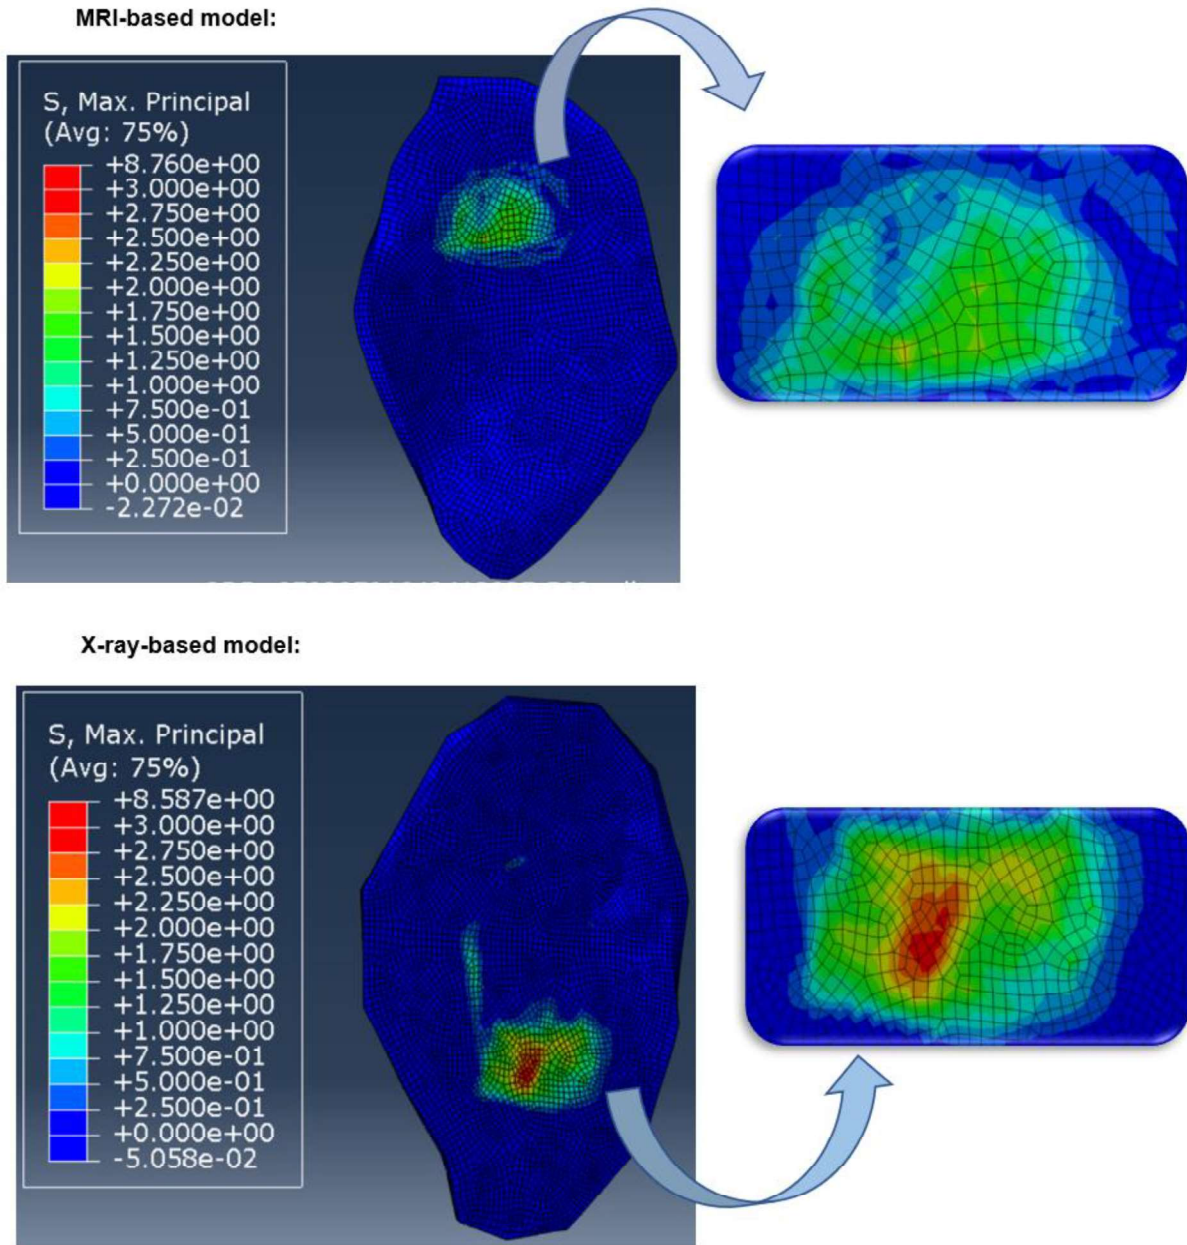 MRI-based model:
S, Max. Principal
(Avg: 75%)
+8.760e+00
+3.000e+00
+2.750e+00
+2.500e+00
+2.250e+00
+2.000e+00
+1.750e+00
+1.500e+00
+1.250e+00
+1.000e+00
+7.500e-01
+5.000e-01
+2.500e-01
+0.000e+00
-2.272e-02
X-ray-based model:
S, Max. Principal
(Avg: 75%)
+8.587e+00
+3.000e+00
+2.750e+00
+2.500e+00
+2.250e+00
+2.000e+00
+1.750e+00
+1.500e+00
+1.250e+00
+1.000e+00
+7.500e-01
+5.000e-01
+2.500e-01
+0.000e+00
-5.058e-02